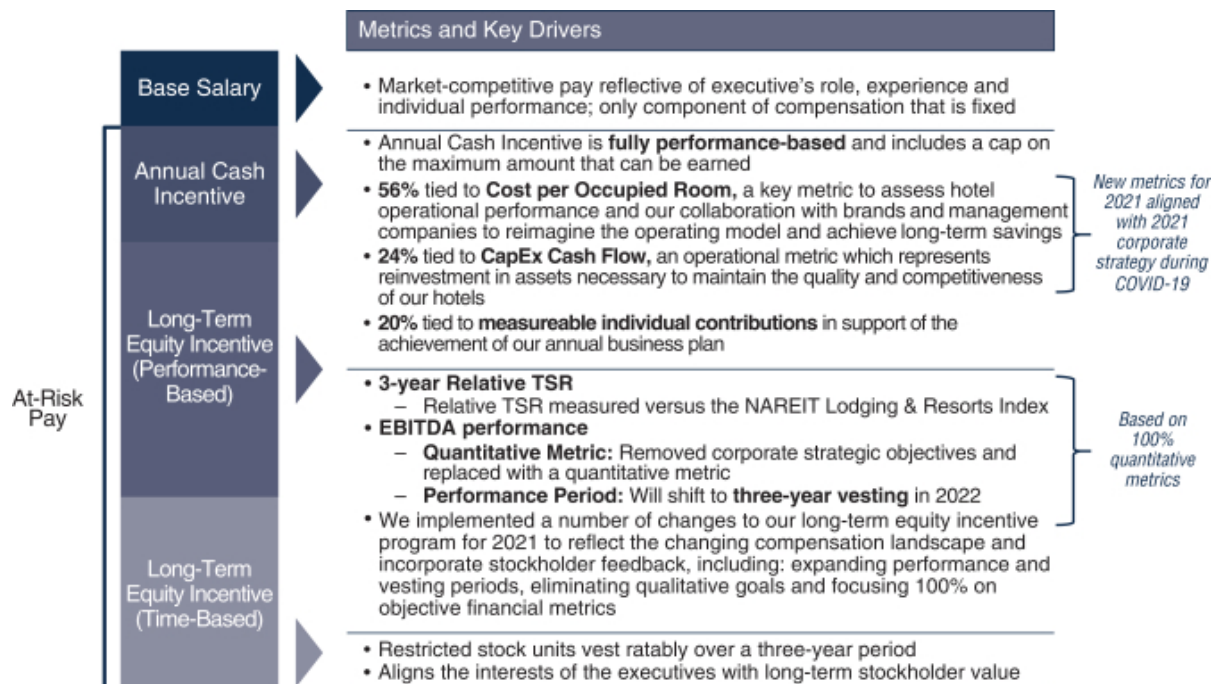 Metrics and Key Drivers
Base Salary
• Market-competitive pay reflective of executive's role, experience and
individual performance; only component of compensation that is fixed
At-Risk
Pay
Annual Cash
Incentive
• Annual Cash Incentive is fully performance-based and includes a cap on
the maximum amount that can be earned
• 56% tied to Cost per Occupied Room, a key metric to assess hotel
operational performance and our collaboration with brands and management
companies to reimagine the operating model and achieve long-term savings
• 24% tied to CapEx Cash Flow, an operational metric which represents
reinvestment in assets necessary to maintain the quality and competitiveness
of our hotels
• 20% tied to measureable individual contributions in support of the
achievement of our annual business plan
New metrics for
2021 aligned
with 2021
corporate
strategy during
COVID-19
Long-Term
Equity Incentive
(Performance-
Based)
• 3-year Relative TSR
– Relative TSR measured versus the NAREIT Lodging & Resorts Index
• EBITDA performance
– Quantitative Metric: Removed corporate strategic objectives and
replaced with a quantitative metric
– Performance Period: Will shift to three-year vesting in 2022
• We implemented a number of changes to our long-term equity incentive
program for 2021 to reflect the changing compensation landscape and
incorporate stockholder feedback, including: expanding performance and
vesting periods, eliminating qualitative goals and focusing 100% on
objective financial metrics
Based on
100%
quantitative
metrics
Long-Term
Equity Incentive
(Time-Based)
• Restricted stock units vest ratably over a three-year period
• Aligns the interests of the executives with long-term stockholder value